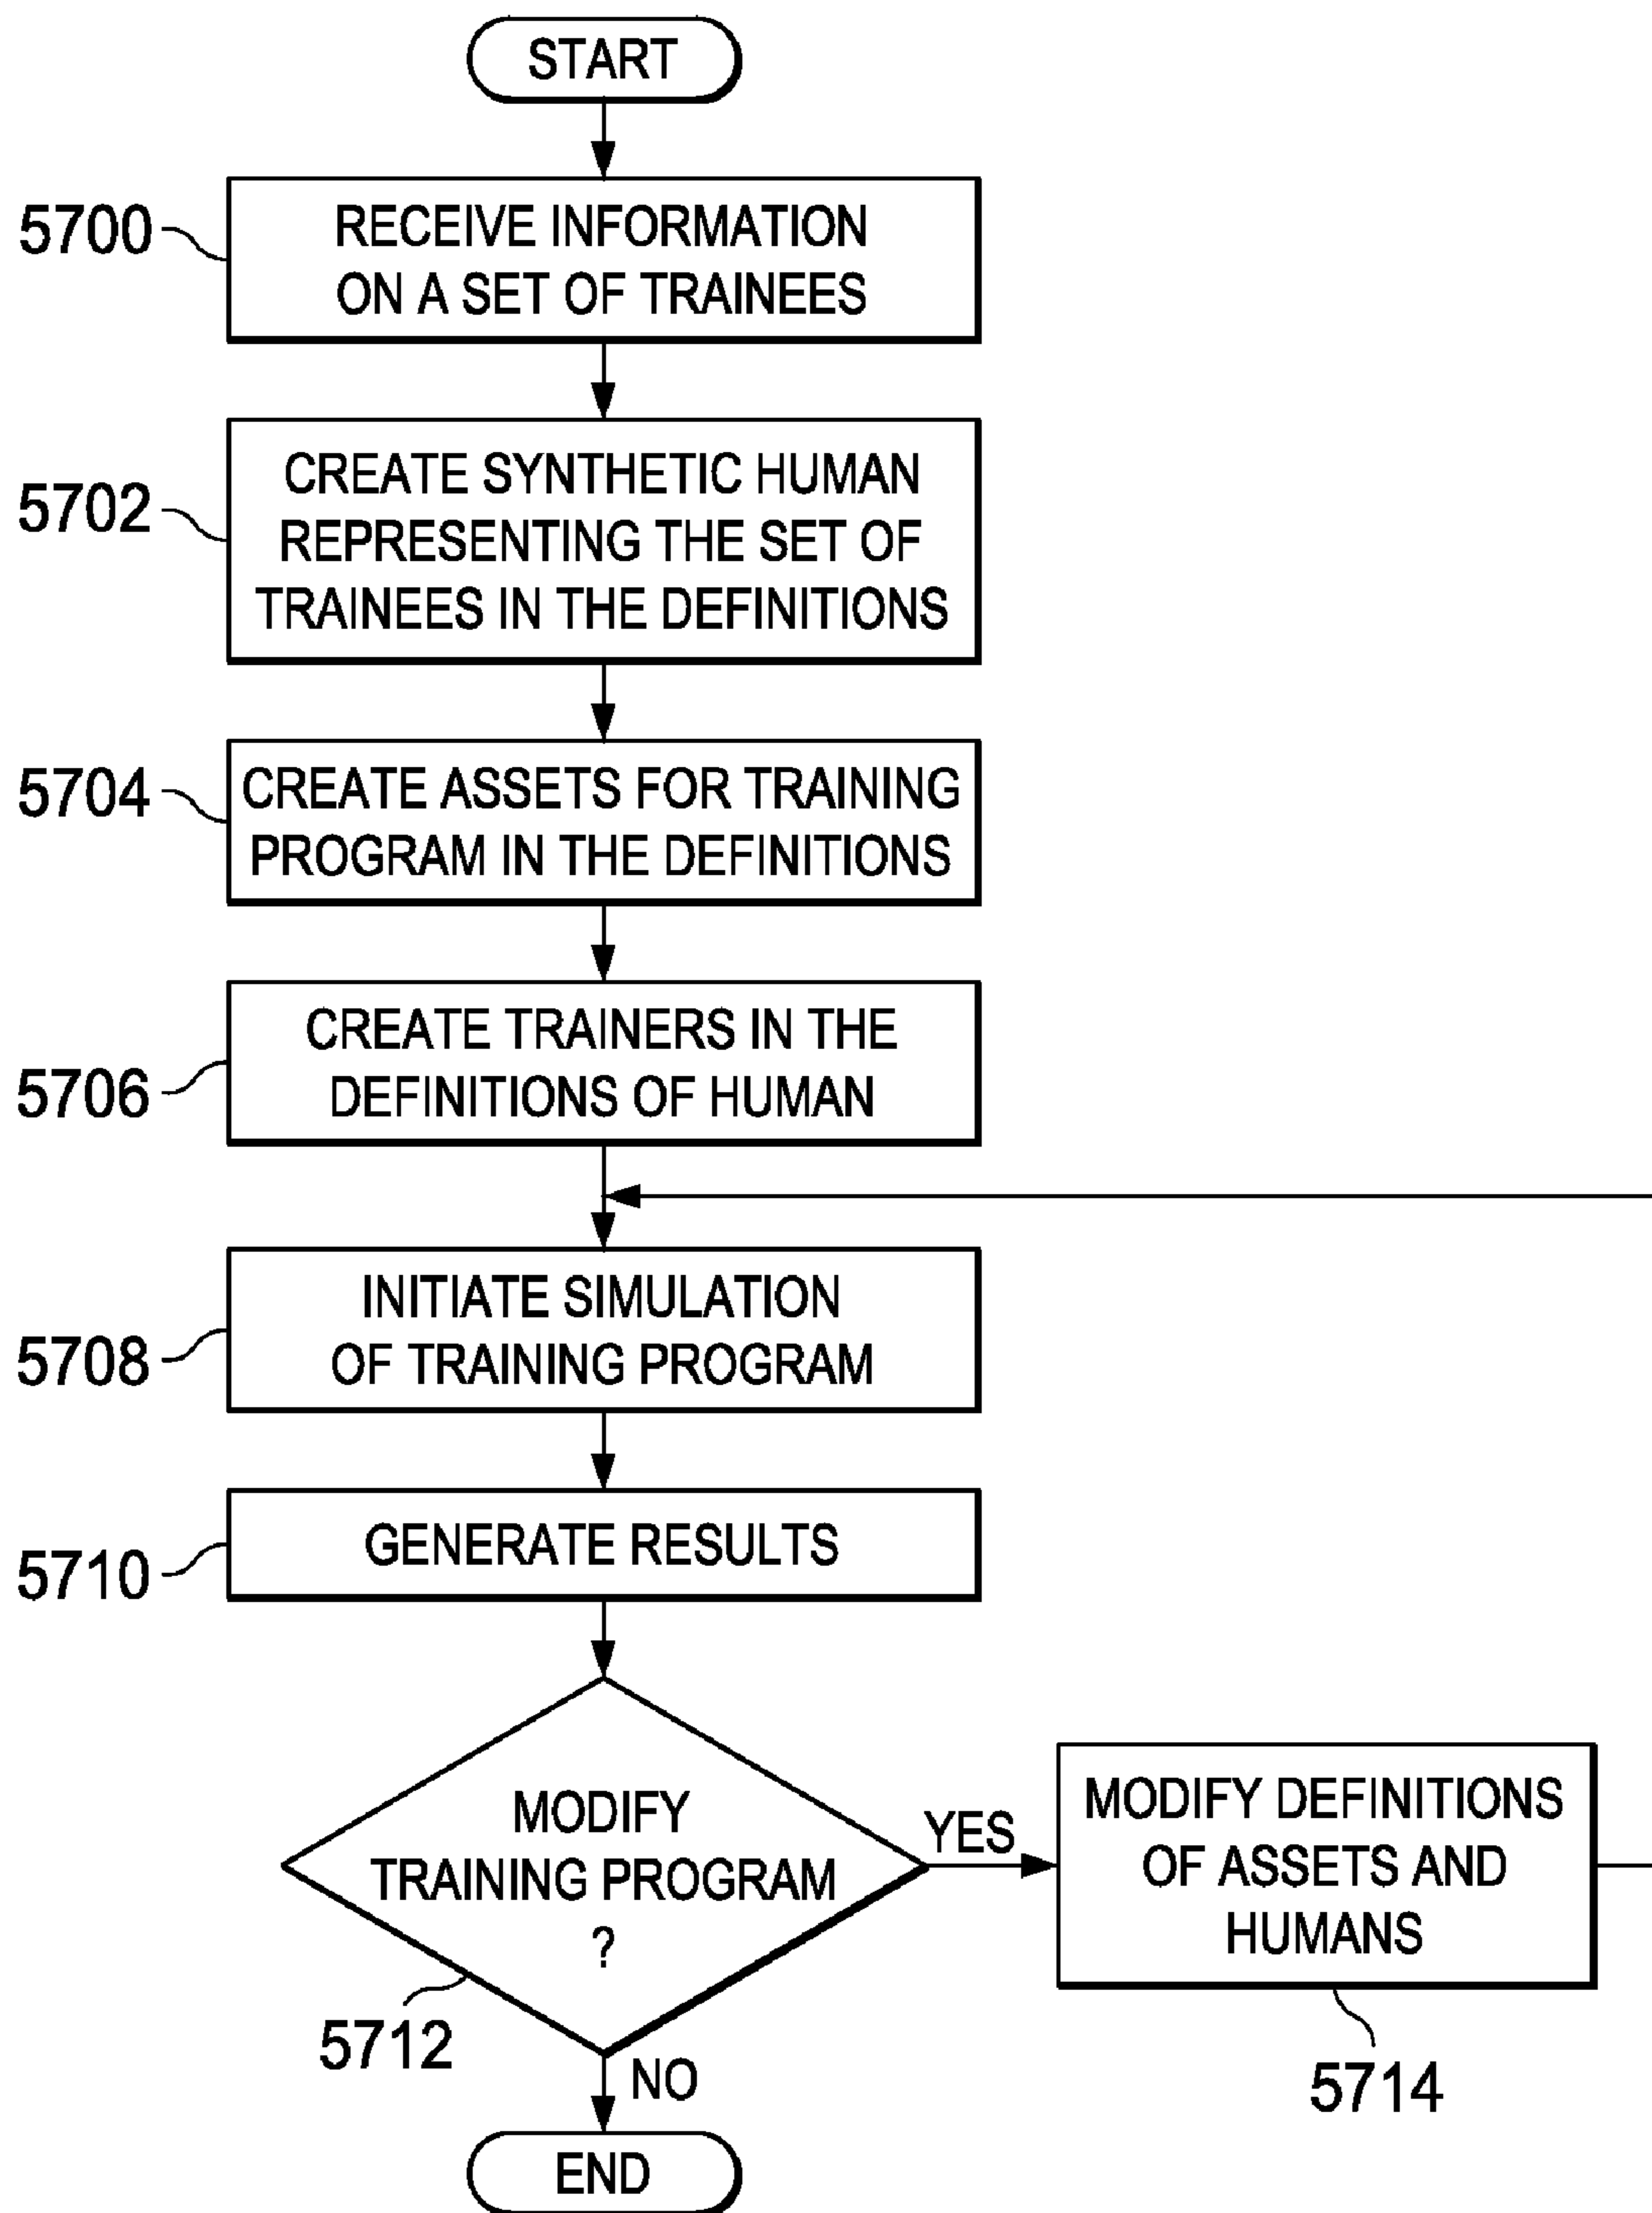 START
5700
RECEIVE INFORMATION
ON A SET OF TRAINEES
5702
CREATE SYNTHETIC HUMAN
REPRESENTING THE SET OF
TRAINEES IN THE DEFINITIONS
5704
CREATE ASSETS FOR TRAINING
PROGRAM IN THE DEFINITIONS
5706
CREATE TRAINERS IN THE
DEFINITIONS OF HUMAN
5708
INITIATE SIMULATION
OF TRAINING PROGRAM
5710
GENERATE RESULTS
MODIFY
TRAINING PROGRAM
?
5712
YES
MODIFY DEFINITIONS
OF ASSETS AND
HUMANS
5714
NO
END